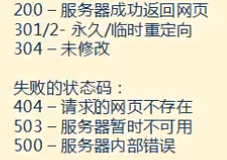 200 – 服务器成功返回网页
301/2- 永久/临时重定向
304 – 未修改
失败的状态码：
404 – 请求的网页不存在
503 – 服务器暂时不可用
500 – 服务器内部错误